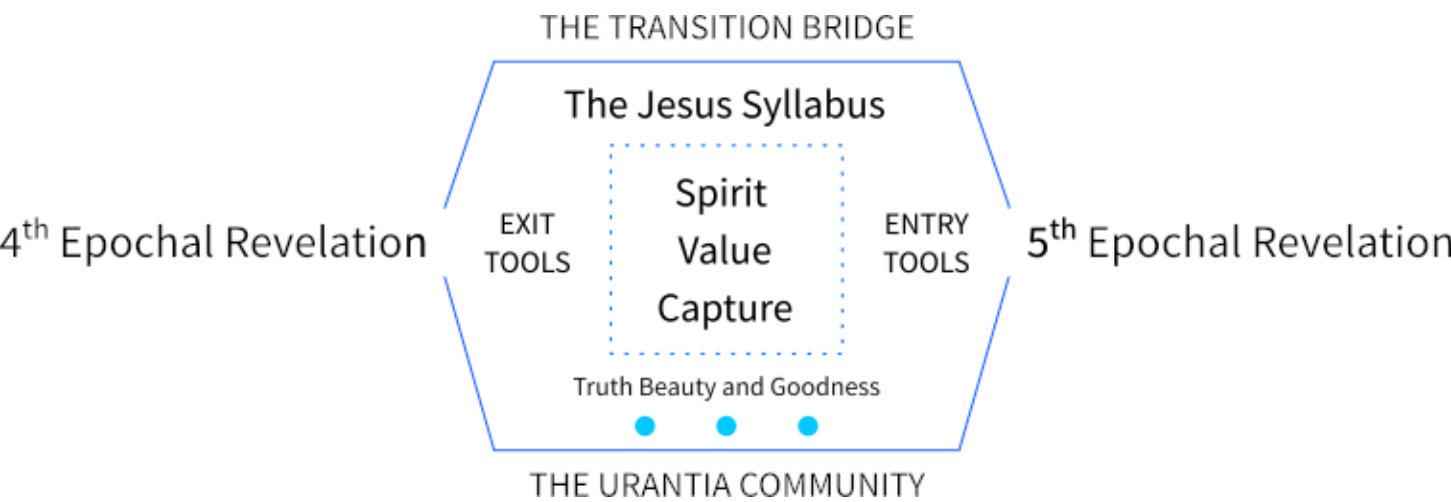 THE TRANSITION BRIDGE
The Jesus Syllabus
Spirit
Value
Capture
4th Epochal Revelation
EXIT
TOOLS
ENTRY
TOOLS
5th Epochal Revelation
Truth Beauty and Goodness
THE URANTIA COMMUNITY